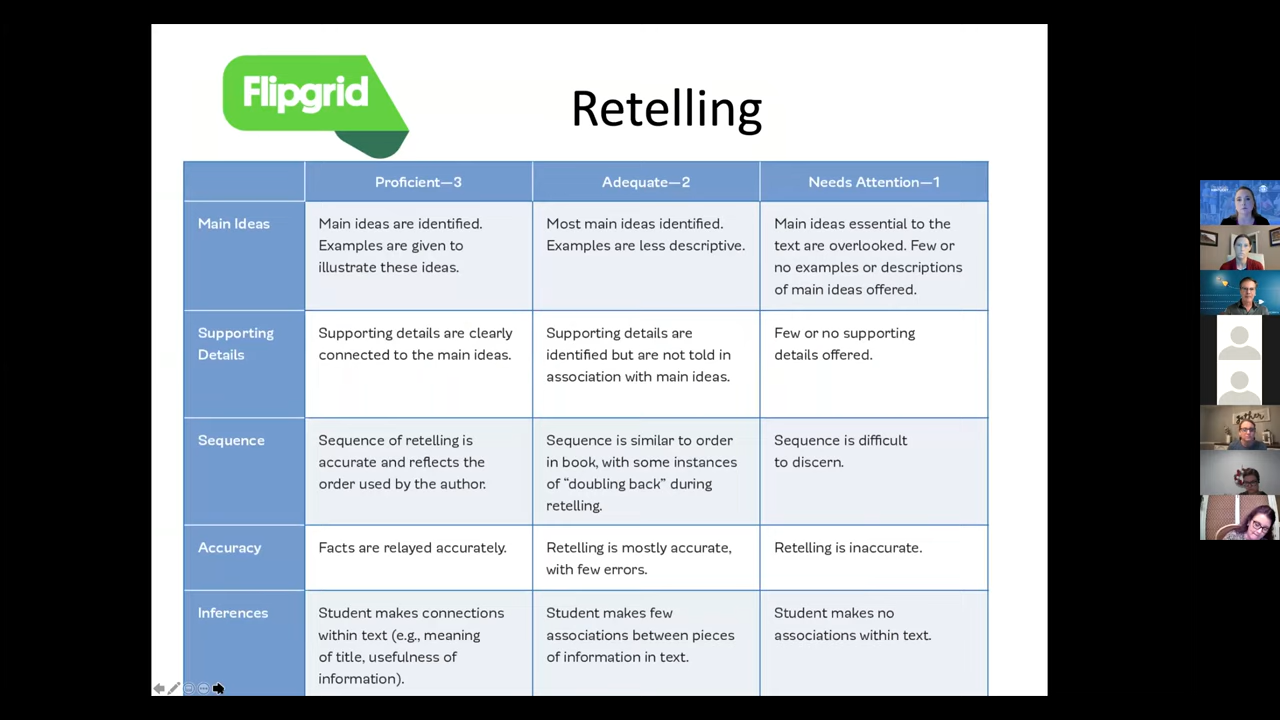 Flipgrid
Retelling
Proficient—3
Adequate—2
Needs Attention—1
Main Ideas
Main ideas are identified.
Examples are given to
illustrate these ideas.
Most main ideas identified.
Examples are less descriptive.
Main ideas essential to the
text are overlooked. Few or
no examples or descriptions
of main ideas offered.
Supporting
Details
Supporting details are clearly
connected to the main ideas.
Supporting details are
identified but are not told in
association with main ideas.
Few or no supporting
details offered.
Sequence
Sequence of retelling is
accurate and reflects the
order used by the author.
Sequence is similar to order
in book, with some instances
of “doubling back” during
retelling.
Sequence is difficult
to discern.
Accuracy
Facts are relayed accurately.
Retelling is mostly accurate,
with few errors.
Retelling is inaccurate.
Inferences
Student makes connections
within text (e.g., meaning
of title, usefulness of
information).
Student makes few
associations between pieces
of information in text.
Student makes no
associations within text.
gather